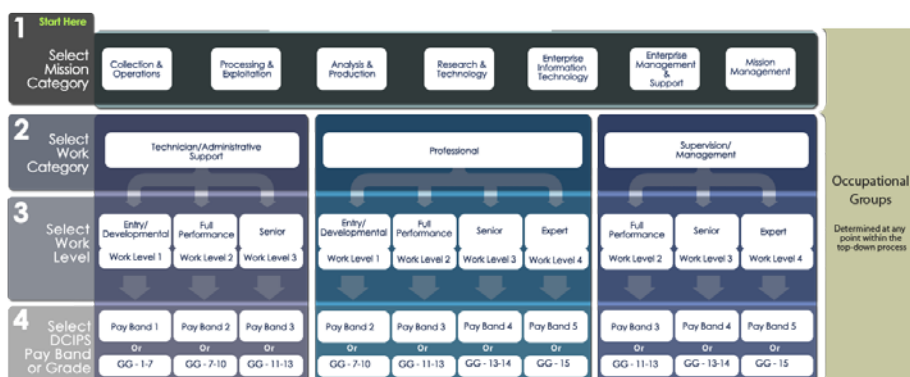 1 Start Here
Select
Mission
Category
Collection &
Operations
Processing &
Exploitation
Analysis &
Production
Research &
Technology
Enterprise
Information
Technology
Enterprise
Management
&
Support
Mission
Management
2 Select
Work
Category
Technician/Administrative
Support
Professional
Supervision/
Management
3 Select
Work
Level
Entry/
Developmental
Work Level 1
Full
Performance
Work Level 2
Senior
Work Level 3
Entry/
Developmental
Work Level 1
Full
Performance
Work Level 2
Senior
Work Level 3
Expert
Work Level 4
Full
Performance
Work Level 2
Senior
Work Level 3
Expert
Work Level 4
4 Select
DCIPS
Pay Band
or Grade
Pay Band 1
Or
GG - 1-7
Pay Band 2
Or
GG - 7-10
Pay Band 3
Or
GG - 11-13
Pay Band 2
Or
GG - 7-10
Pay Band 3
Or
GG - 11-13
Pay Band 4
Or
GG - 13-14
Pay Band 5
Or
GG - 15
Pay Band 3
Or
GG - 11-13
Pay Band 4
Or
GG - 13-14
Pay Band 5
Or
GG - 15
Occupational
Groups
Determined at any
point within the
top-down process